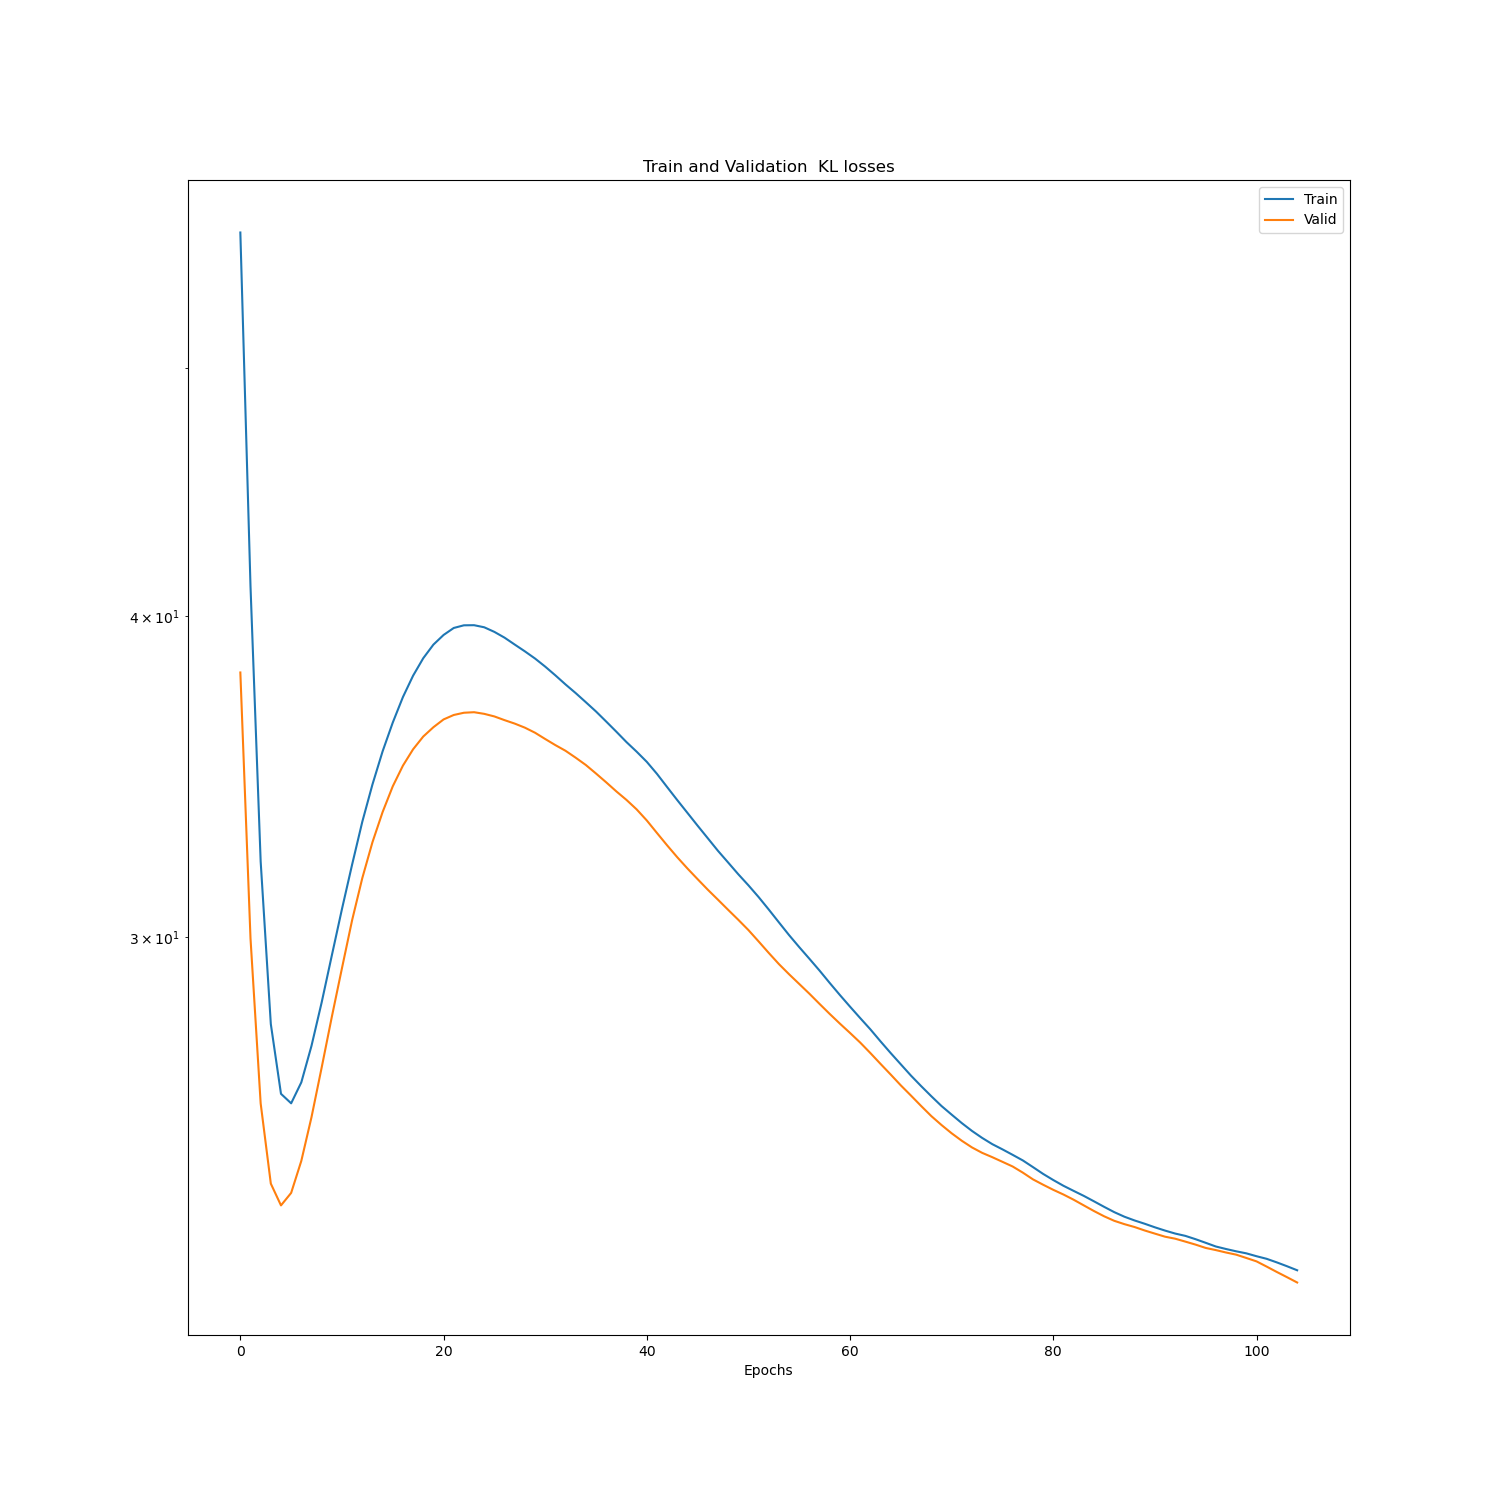 Train and Validation  KL losses
Train
Valid
4 × 10¹
3 × 10¹
0 20 40 60 80 100
Epochs